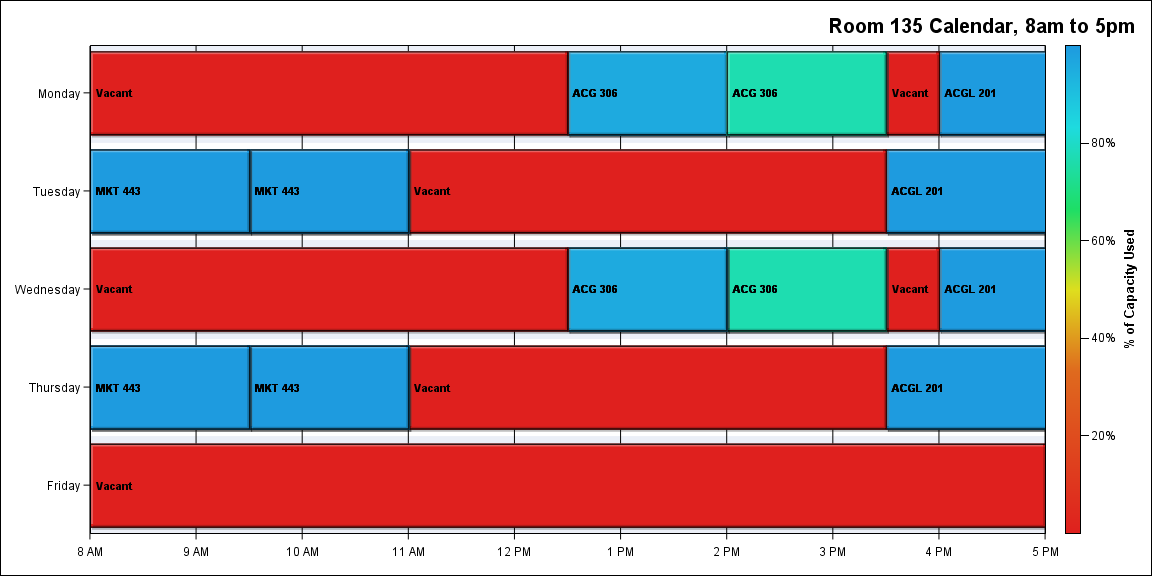 Room 135 Calendar, 8am to 5pm
Monday
Vacant
ACG 306
ACG 306
Vacant
ACGL 201
Tuesday
MKT 443
MKT 443
Vacant
ACGL 201
Wednesday
Vacant
ACG 306
ACG 306
Vacant
ACGL 201
Thursday
MKT 443
MKT 443
Vacant
ACGL 201
Friday
Vacant
8 AM
9 AM
10 AM
11 AM
12 PM
1 PM
2 PM
3 PM
4 PM
5 PM
80%
60%
40%
20%
% of Capacity Used